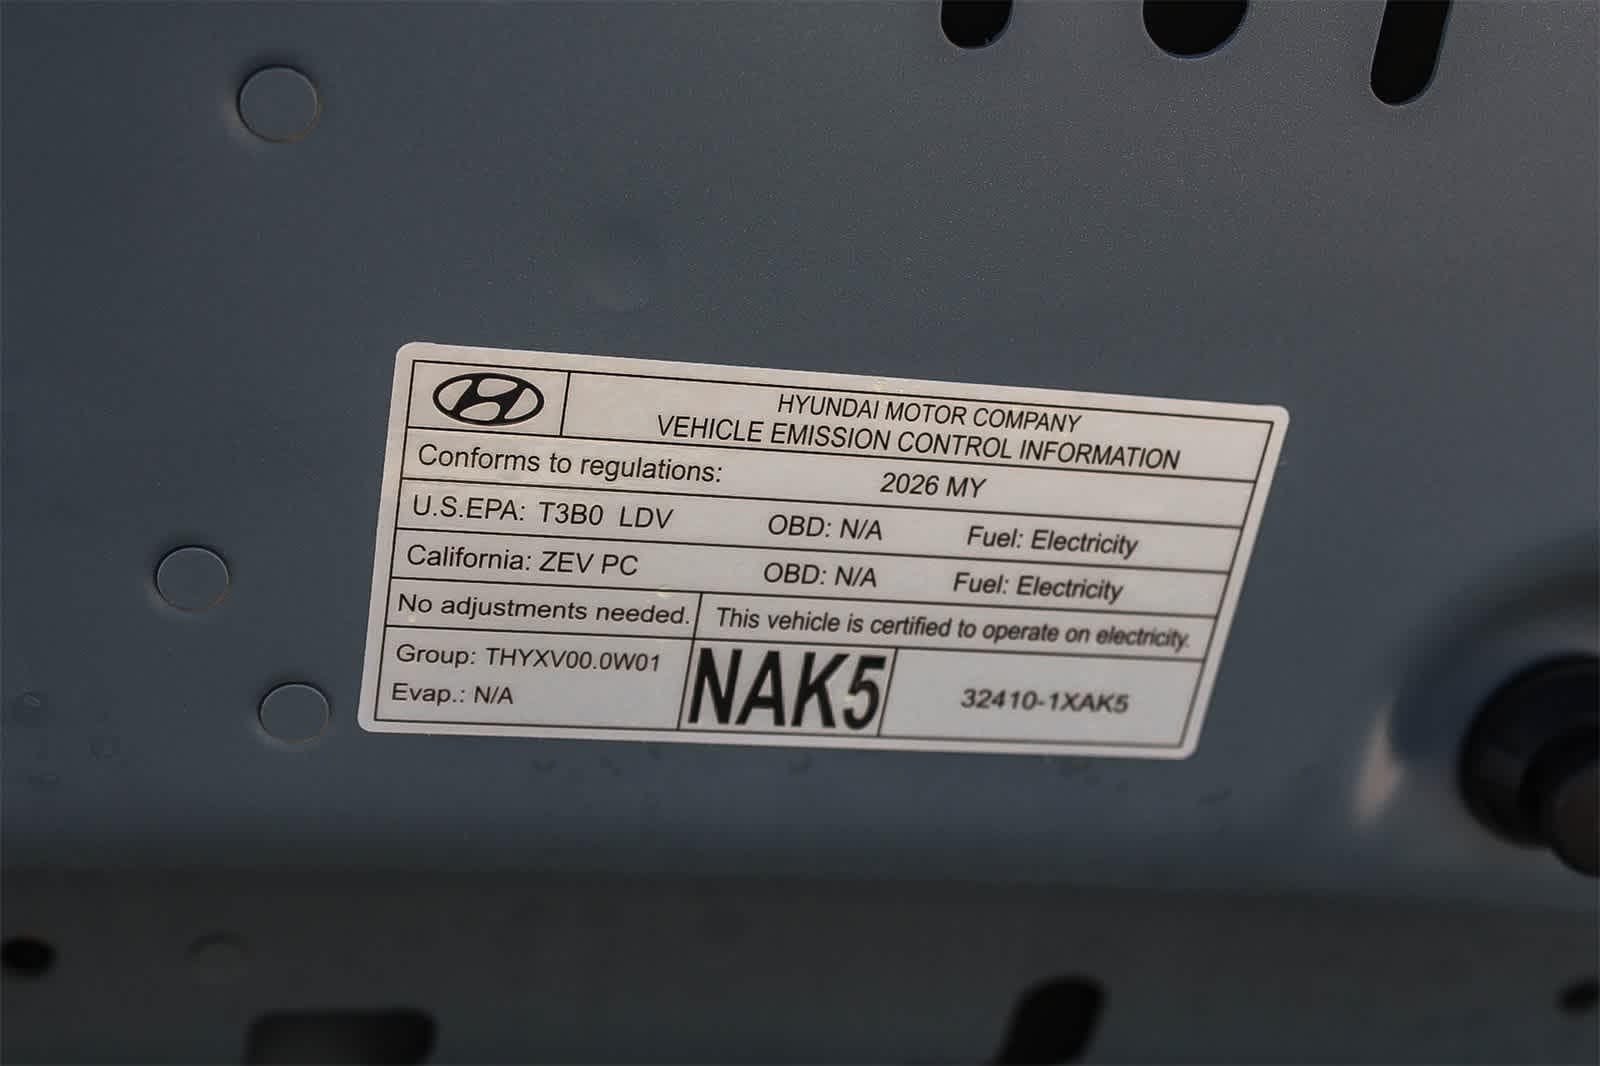 HYUNDAI MOTOR COMPANY
VEHICLE EMISSION CONTROL INFORMATION
Conforms to regulations: 2026 MY
U.S.EPA: T3B0 LDV OBD: N/A Fuel: Electricity
California: ZEV PC OBD: N/A Fuel: Electricity
No adjustments needed. This vehicle is certified to operate on electricity.
Group: THYXV00.0W01
Evap.: N/A
NAK5
32410-1XAK5